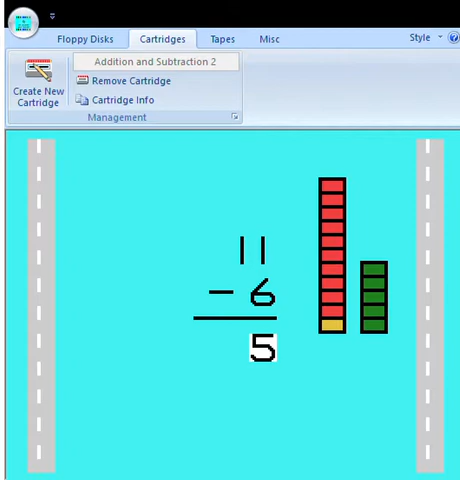 Floppy Disks Cartridges Tapes Misc Style
Create New Cartridge
Addition and Subtraction 2
Remove Cartridge
Cartridge Info
Management
11
- 6
5